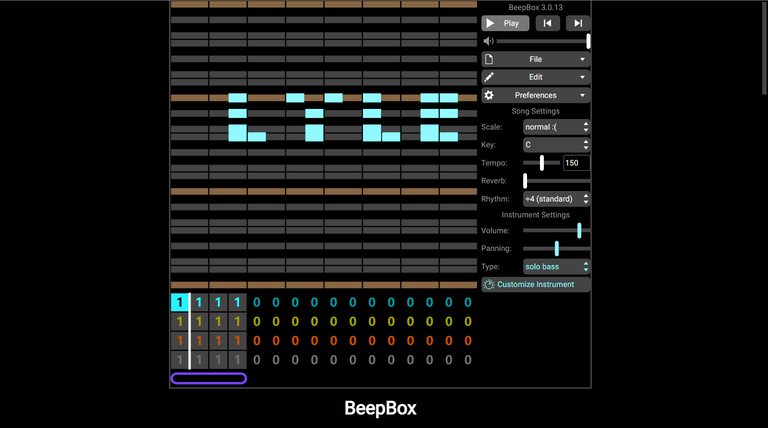 BeepBox 3.0.13
Play
File
Edit
Preferences
Song Settings
Scale: normal :(
Key: C
Tempo: 150
Reverb:
Rhythm: ÷4 (standard)
Instrument Settings
Volume:
Panning:
Type: solo bass
Customize Instrument
1 1 1 1 0 0 0 0 0 0 0 0 0 0 0 0
1 1 1 1 0 0 0 0 0 0 0 0 0 0 0 0
1 1 1 1 0 0 0 0 0 0 0 0 0 0 0 0
1 1 1 1 0 0 0 0 0 0 0 0 0 0 0 0
BeepBox